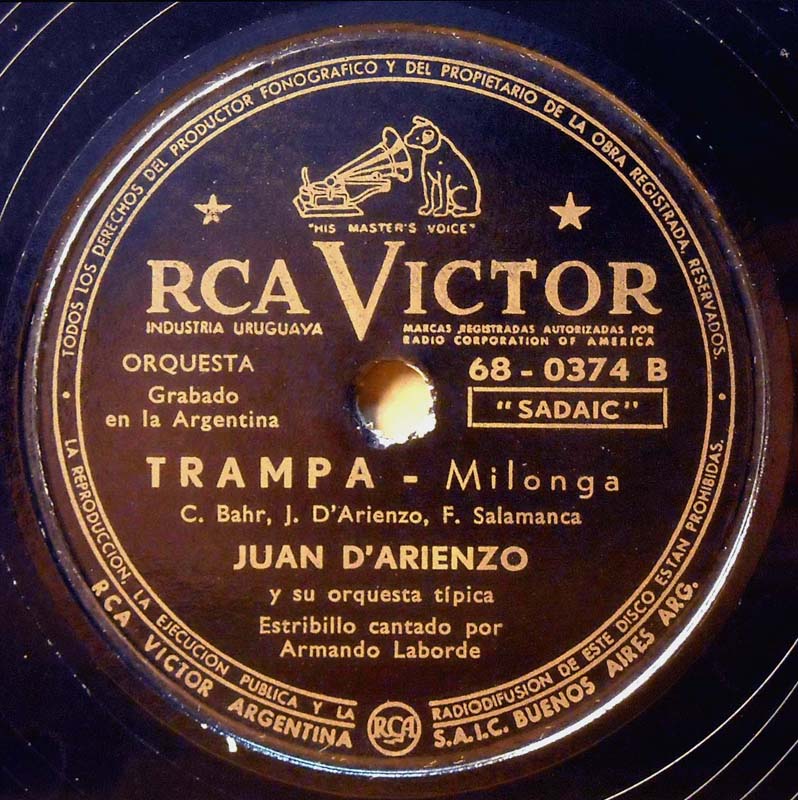 TODOS LOS DERECHOS DEL PRODUCTOR FONOGRAFICO Y DEL PROPIETARIO DE LA OBRA REGISTRADA, RESERVADOS.
"HIS MASTER'S VOICE"
RCA VICTOR
INDUSTRIA URUGUAYA
MARCAS REGISTRADAS AUTORIZADAS POR
RADIO CORPORATION OF AMERICA
ORQUESTA
68 - 0374 B
Grabado
en la Argentina
"SADAIC"
TRAMPA - Milonga
C. Bahr, J. D'Arienzo, F. Salamanca
JUAN D'ARIENZO
y su orquesta típica
Estribillo cantado por
Armando Laborde
LA REPRODUCCION, LA EJECUCION PUBLICA Y LA RADIODIFUSION DE ESTE DISCO ESTAN PROHIBIDAS.
RCA VICTOR ARGENTINA S.A.I.C. BUENOS AIRES ARG.
RCA